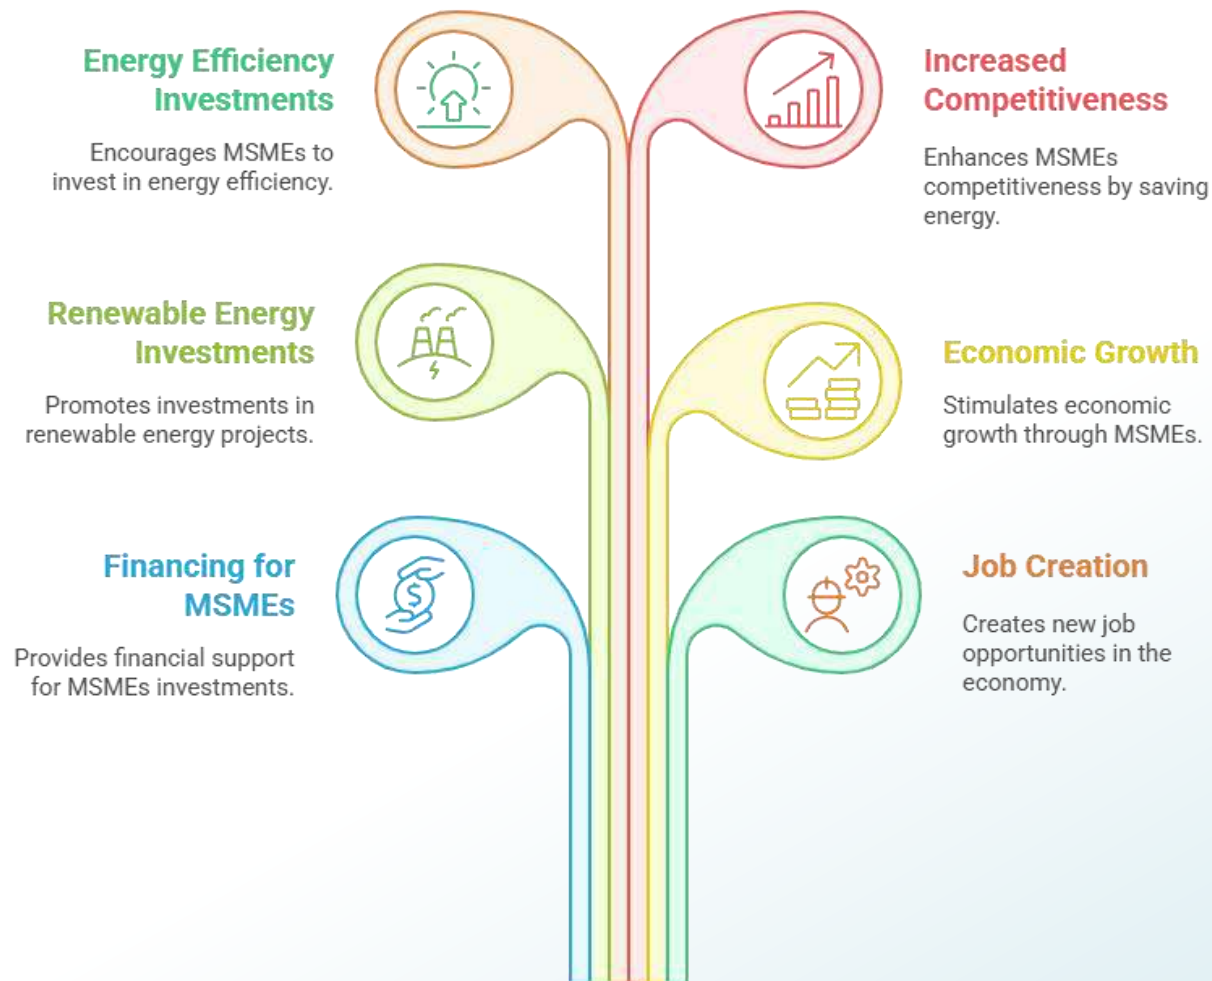 Energy Efficiency
Investments
Encourages MSMEs to
invest in energy efficiency.
Increased
Competitiveness
Enhances MSMEs
competitiveness by saving
energy.
Renewable Energy
Investments
Promotes investments in
renewable energy projects.
Economic Growth
Stimulates economic
growth through MSMEs.
Financing for
MSMEs
Provides financial support
for MSMEs investments.
$
Job Creation
Creates new job
opportunities in the
economy.